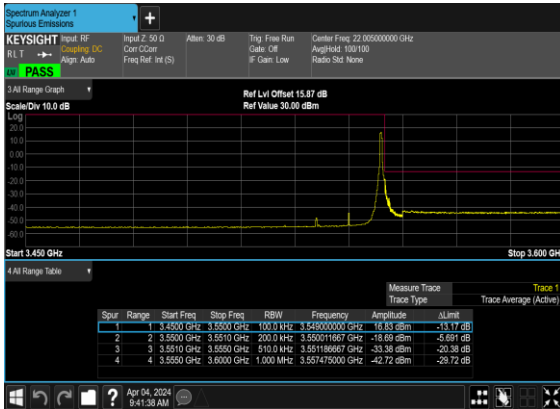 Spectrum Analyzer 1
Spurious Emissions
+
KEYSIGHT Input: RF Input Z: 50 Ω Atten: 30 dB Trig: Free Run Center Freq: 22.005000000 GHz
RLT Coupling: DC Corr CCorr Gate: Off Avg|Hold: 100/100
Align: Auto Freq Ref: Int (S) IF Gain: Low Radio Std: None
PASS
3 All Range Graph
Ref Lvl Offset 15.87 dB
Scale/Div 10.0 dB Ref Value 30.00 dBm
Log
20.0
10.0
0.00
-10.0
-20.0
-30.0
-40.0
-50.0
-60.0
Start 3.450 GHz Stop 3.600 GH
4 All Range Table
Measure Trace Trace 1
Trace Type Trace Average (Active)
Spur Range Start Freq Stop Freq RBW Frequency Amplitude ΔLimit
1 1 3.4500 GHz 3.5500 GHz 100.0 kHz 3.549000000 GHz 16.83 dBm -13.17 dB
2 2 3.5500 GHz 3.5510 GHz 200.0 kHz 3.550011667 GHz -18.69 dBm -5.691 dB
3 3 3.5510 GHz 3.5550 GHz 510.0 kHz 3.551186667 GHz -33.38 dBm -20.38 dB
4 4 3.5550 GHz 3.6000 GHz 1.000 MHz 3.557475000 GHz -42.72 dBm -29.72 dB
? Apr 04, 2024
9:41:38 AM